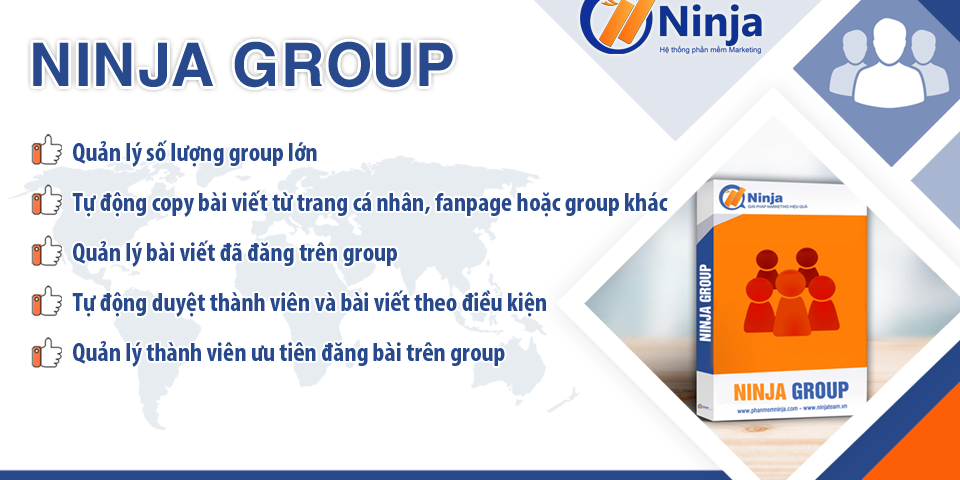 Ninja
Hệ thống phần mềm Marketing
NINJA GROUP
Quản lý số lượng group lớn
Tự động copy bài viết từ trang cá nhân, fanpage hoặc group khác
Quản lý bài viết đã đăng trên group
Tự động duyệt thành viên và bài viết theo điều kiện
Quản lý thành viên ưu tiên đăng bài trên group
Ninja
GIẢI PHÁP MARKETING HIỆU QUẢ
NINJA GROUP
NINJA GROUP
www.phanmemninja.com - www.ninjateam.vn